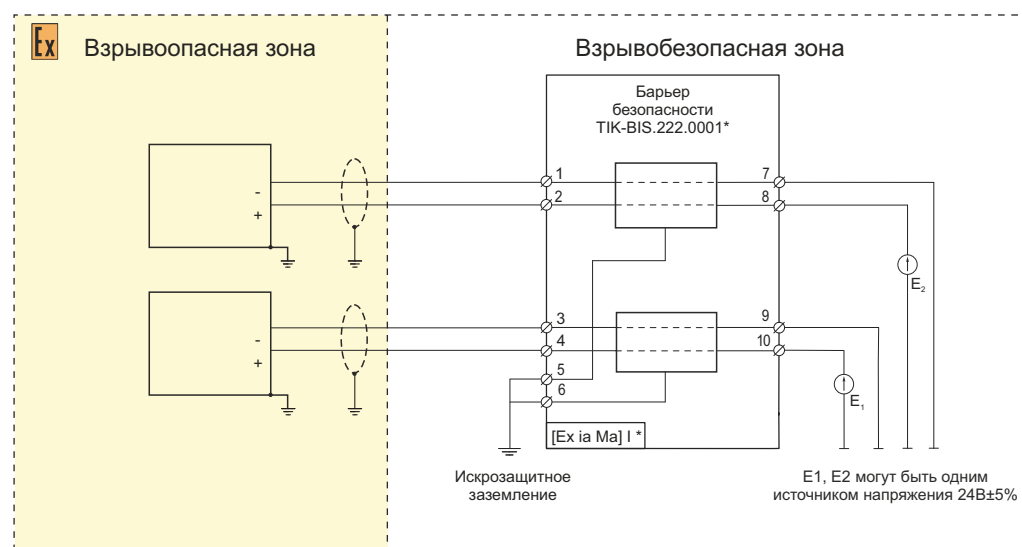 Ex
Взрывоопасная зона
Взрывобезопасная зона
Барьер
безопасности
TIK-BIS.222.0001*
1
2
7
8
-
+
E2
3
4
5
6
9
10
-
+
E1
[Ex ia Ma] I *
Искрозащитное
заземление
E1, E2 могут быть одним
источником напряжения 24В±5%